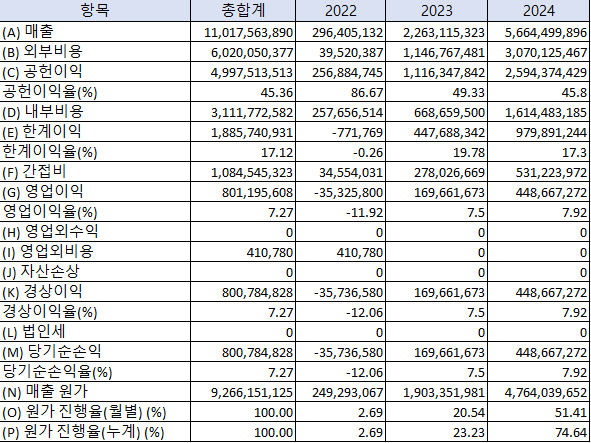 항목 총합계 2022 2023 2024
(A) 매출 11,017,563,890 296,405,132 2,263,115,323 5,664,499,896
(B) 외부비용 6,020,050,377 39,520,387 1,146,767,481 3,070,125,467
(C) 공헌이익 4,997,513,513 256,884,745 1,116,347,842 2,594,374,429
공헌이익율(%) 45.36 86.67 49.33 45.8
(D) 내부비용 3,111,772,582 257,656,514 668,659,500 1,614,483,185
(E) 한계이익 1,885,740,931 -771,769 447,688,342 979,891,244
한계이익율(%) 17.12 -0.26 19.78 17.3
(F) 간접비 1,084,545,323 34,554,031 278,026,669 531,223,972
(G) 영업이익 801,195,608 -35,325,800 169,661,673 448,667,272
영업이익율(%) 7.27 -11.92 7.5 7.92
(H) 영업외수익 0 0 0 0
(I) 영업외비용 410,780 410,780 0 0
(J) 자산손상 0 0 0 0
(K) 경상이익 800,784,828 -35,736,580 169,661,673 448,667,272
경상이익율(%) 7.27 -12.06 7.5 7.92
(L) 법인세 0 0 0 0
(M) 당기순손익 800,784,828 -35,736,580 169,661,673 448,667,272
당기순손익율(%) 7.27 -12.06 7.5 7.92
(N) 매출 원가 9,266,151,125 249,293,067 1,903,351,981 4,764,039,652
(O) 원가 진행율(월별) (%) 100.00 2.69 20.54 51.41
(P) 원가 진행율(누계) (%) 100.00 2.69 23.23 74.64